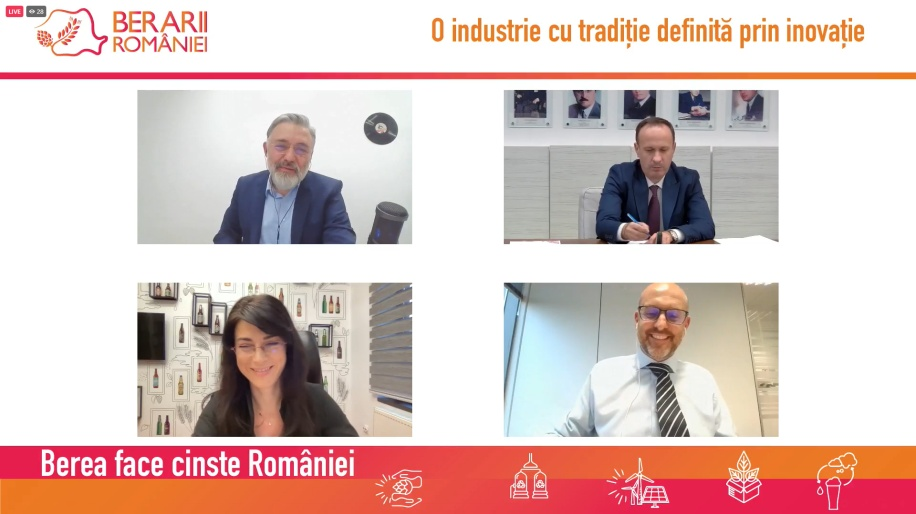 LIVE
28
BERARII
ROMÂNIEI
O industrie cu tradiție definită prin inovație
Berea face cinste României